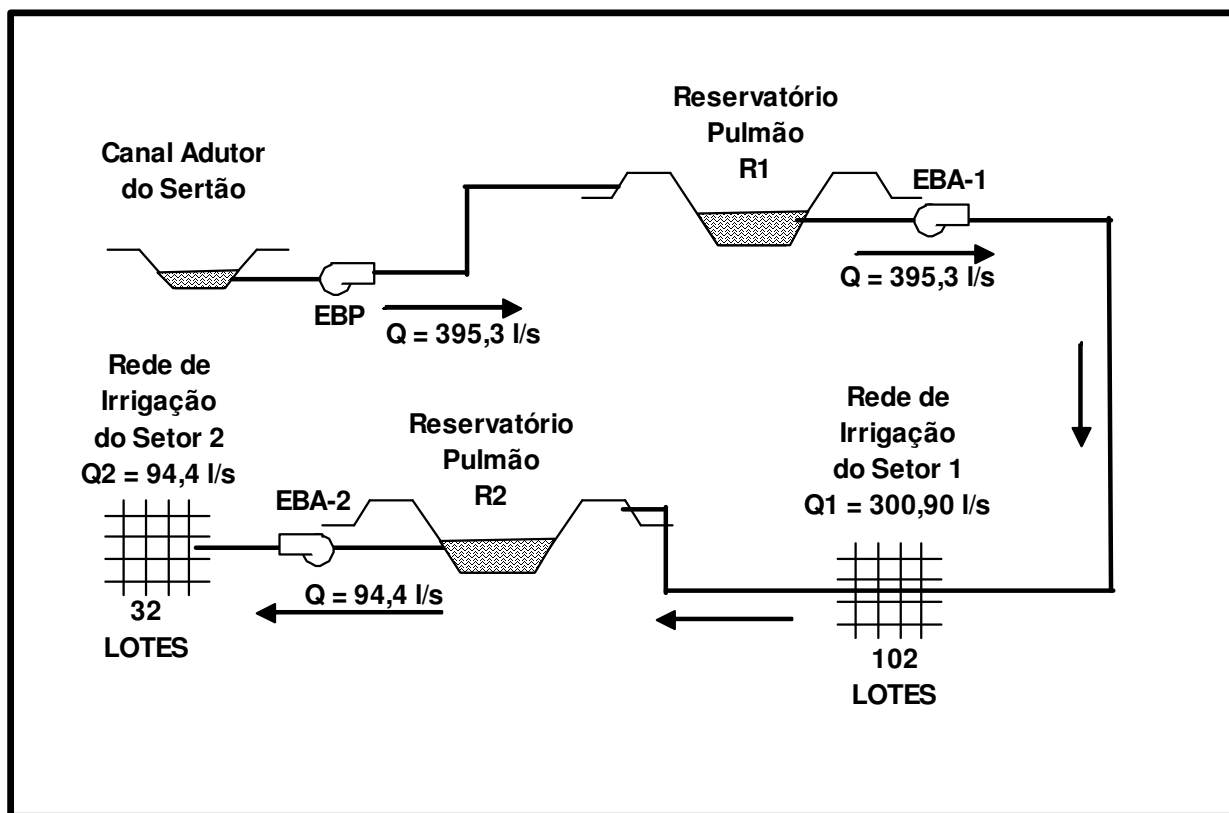 Canal Adutor
do Sertão
EBP
Q = 395,3 l/s
Reservatório
Pulmão
R1
EBA-1
Q = 395,3 l/s
Rede de
Irrigação
do Setor 1
Q1 = 300,90 l/s
102
LOTES
Reservatório
Pulmão
R2
EBA-2
Q = 94,4 l/s
Rede de
Irrigação
do Setor 2
Q2 = 94,4 l/s
32
LOTES